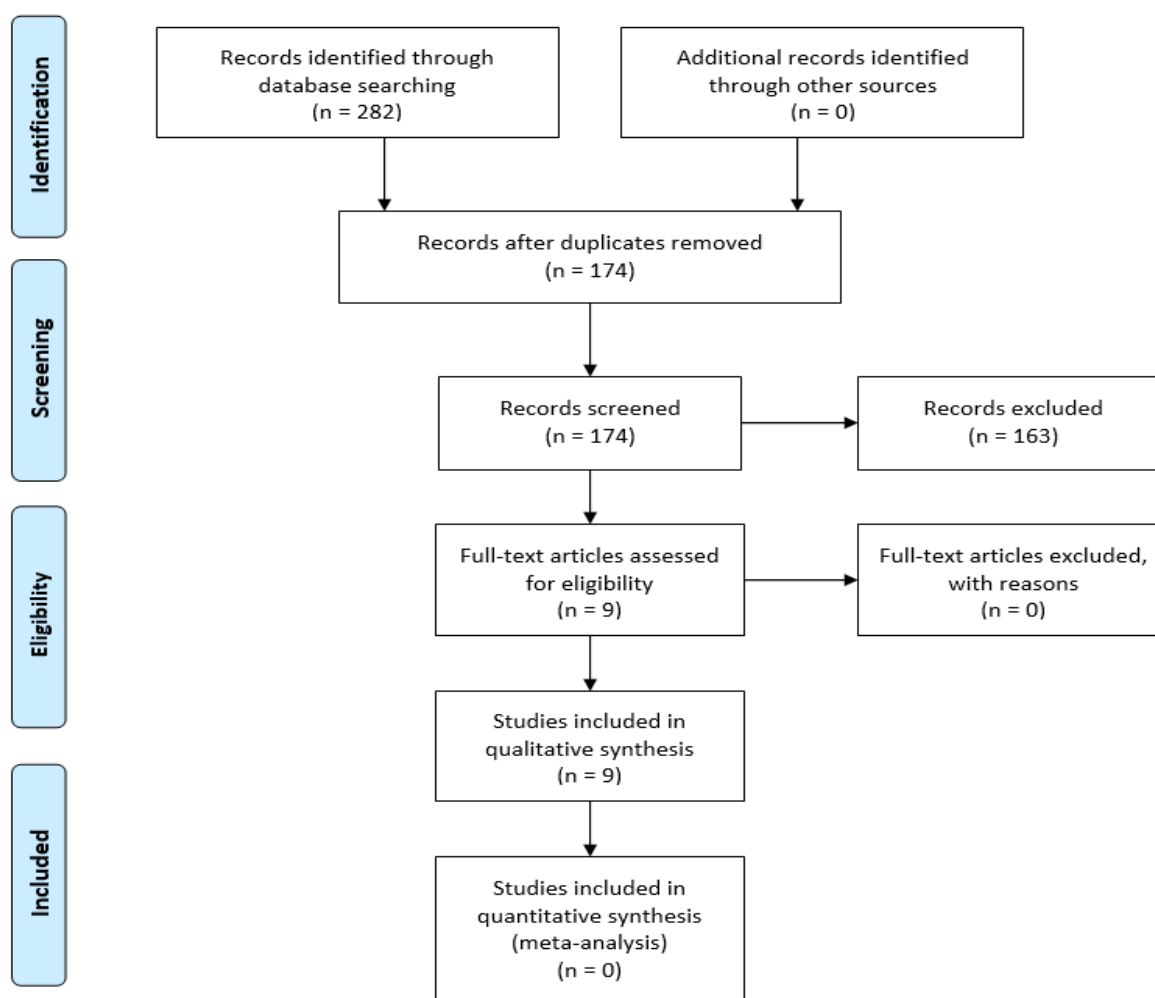 Identification
Records identified through
database searching
(n = 282)
Additional records identified
through other sources
(n = 0)
Records after duplicates removed
(n = 174)
Screening
Records screened
(n = 174)
Records excluded
(n = 163)
Eligibility
Full-text articles assessed
for eligibility
(n = 9)
Full-text articles excluded,
with reasons
(n = 0)
Studies included in
qualitative synthesis
(n = 9)
Included
Studies included in
quantitative synthesis
(meta-analysis)
(n = 0)